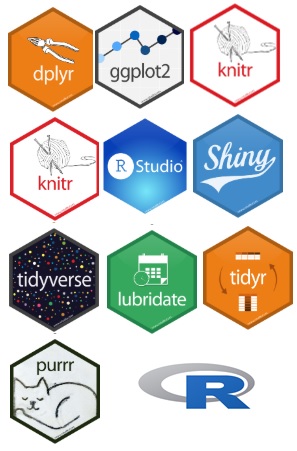 dplyr
ggplot2
knitr
knitr
R Studio
Shiny
tidyverse
lubridate
tidyr
purrr
R